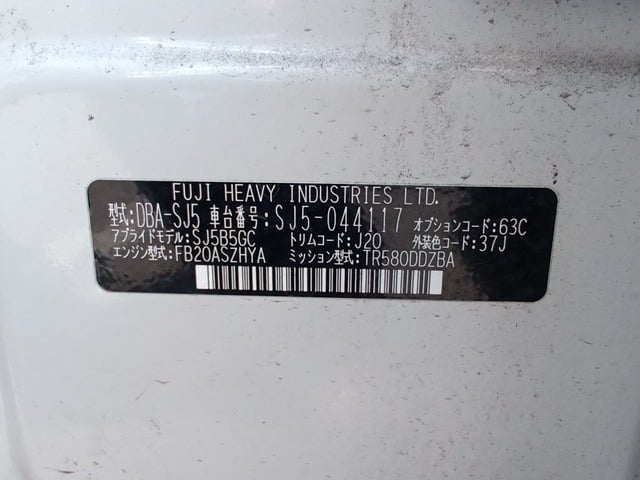 FUJI HEAVY INDUSTRIES LTD.
型式:DBA-SJ5 車台番号:SJ5-044117 オプションコード:63C
アプライドモデル:SJ5B5GC トリムコード:J20 外装色コード:37J
エンジン型式:FB20ASZHYA ミッション型式:TR580DDZBA